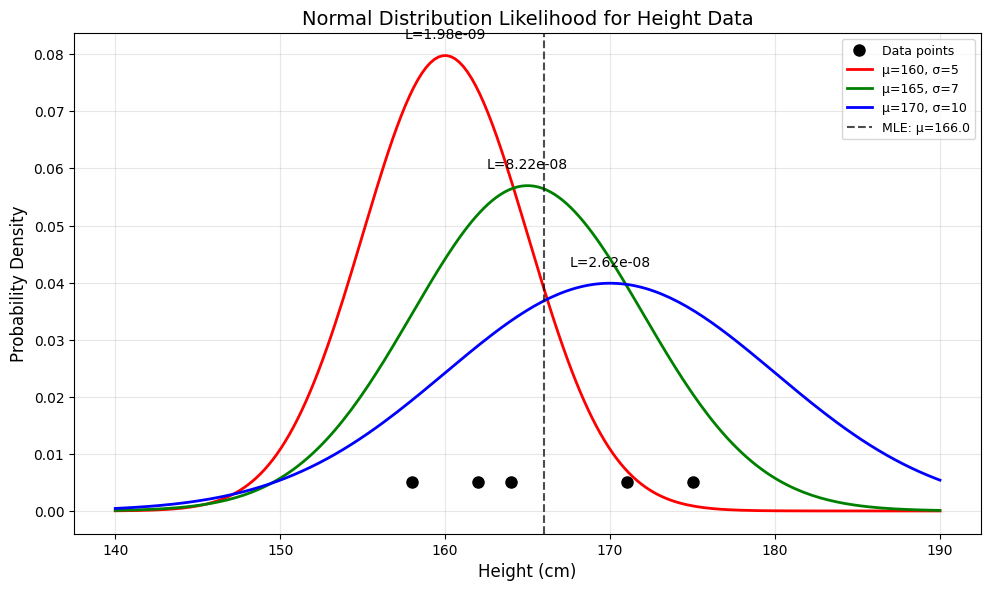 Normal Distribution Likelihood for Height Data
L=1.98e-09
Data points
μ=160, σ=5
μ=165, σ=7
μ=170, σ=10
MLE: μ=166.0
L=8.22e-08
L=2.62e-08
Probability Density
0.08
0.07
0.06
0.05
0.04
0.03
0.02
0.01
0.00
140
150
160
170
180
190
Height (cm)